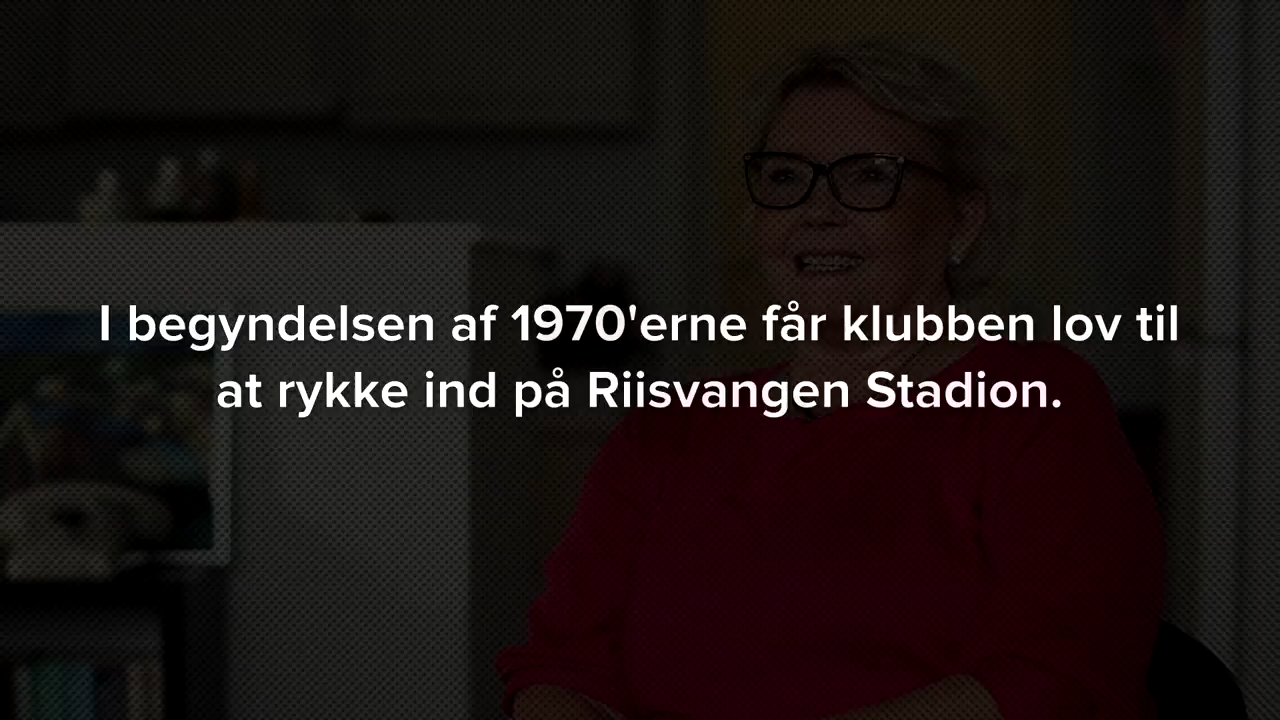 I begyndelsen af 1970'erne får klubben lov til
at rykke ind på Riisvangen Stadion.